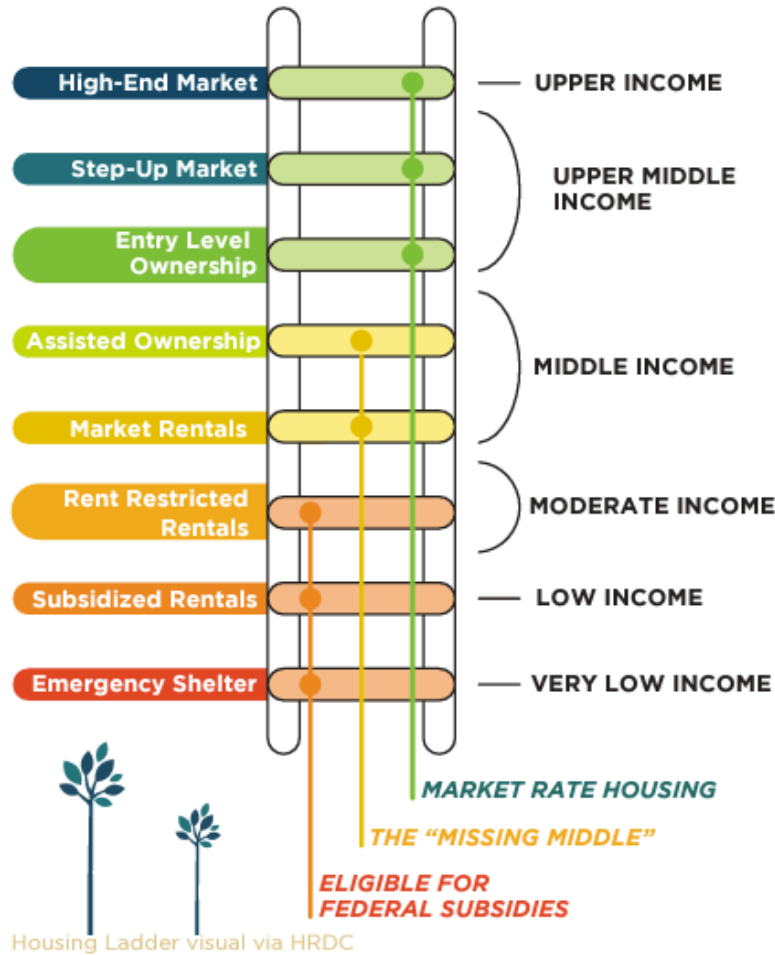 High-End Market
UPPER INCOME
Step-Up Market
UPPER MIDDLE
INCOME
Entry Level
Ownership
Assisted Ownership
MIDDLE INCOME
Market Rentals
Rent Restricted
Rentals
MODERATE INCOME
Subsidized Rentals
LOW INCOME
Emergency Shelter
VERY LOW INCOME
MARKET RATE HOUSING
THE “MISSING MIDDLE”
ELIGIBLE FOR
FEDERAL SUBSIDIES
Housing Ladder visual via HRDC